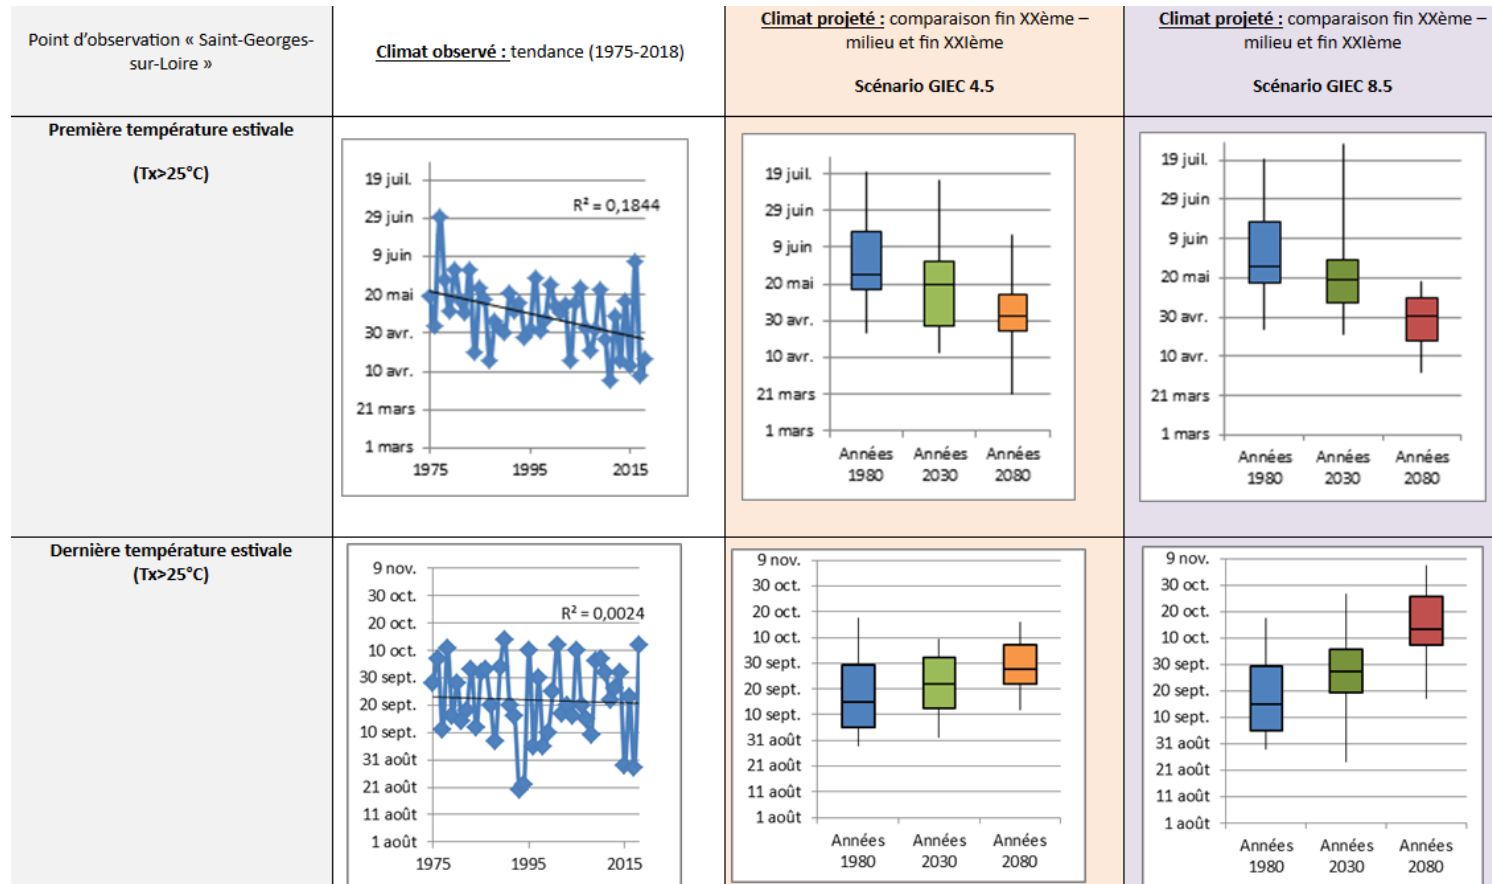 Point d'observation « Saint-Georges-
sur-Loire »
Climat observé : tendance (1975-2018)
Climat projeté : comparaison fin XXème –
milieu et fin XXIème
Scénario GIEC 4.5
Climat projeté : comparaison fin XXème –
milieu et fin XXIème
Scénario GIEC 8.5
Première température estivale
(Tx>25°C)
19 juil.
29 juin
9 juin
20 mai
30 avr.
10 avr.
21 mars
1 mars
R² = 0,1844
1975
1995
2015
19 juil.
29 juin
9 juin
20 mai
30 avr.
10 avr.
21 mars
1 mars
Années
1980
Années
2030
Années
2080
19 juil.
29 juin
9 juin
20 mai
30 avr.
10 avr.
21 mars
1 mars
Années
1980
Années
2030
Années
2080
Dernière température estivale
(Tx>25°C)
9 nov.
30 oct.
20 oct.
10 oct.
30 sept.
20 sept.
10 sept.
31 août
21 août
11 août
1 août
R² = 0,0024
1975
1995
2015
9 nov.
30 oct.
20 oct.
10 oct.
30 sept.
20 sept.
10 sept.
31 août
21 août
11 août
1 août
Années
1980
Années
2030
Années
2080
9 nov.
30 oct.
20 oct.
10 oct.
30 sept.
20 sept.
10 sept.
31 août
21 août
11 août
1 août
Années
1980
Années
2030
Années
2080